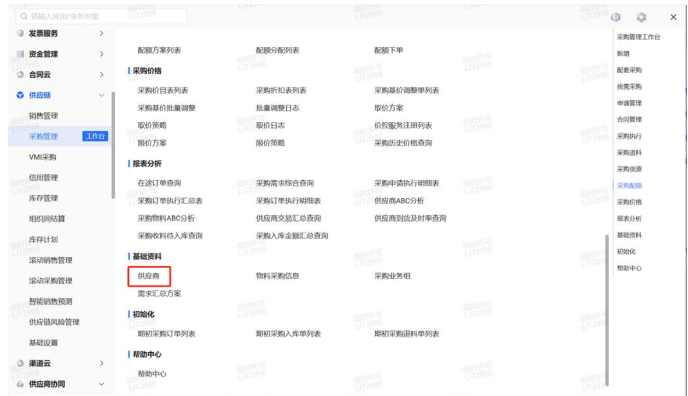 请输入应用/业务对象
发票服务
资金管理
合同云
供应链
销售管理
采购管理 工作台
VMI采购
信用管理
库存管理
组织间结算
库存计划
滚动销售管理
滚动采购管理
智能销售预测
供应链风险管理
基础设置
渠道云
供应商协同
配额方案列表 配额分配列表 配额下单
采购价格
采购价目表列表 采购折扣表列表 采购基价调整单列表
采购基价批量调整 批量调整日志 取价方案
取价策略 取价日志 价控服务注册列表
限价方案 限价策略 采购历史价格查询
报表分析
在途订单查询 采购需求综合查询 采购申请执行明细表
采购订单执行汇总表 采购订单执行明细表 供应商ABC分析
采购物料ABC分析 供应商交易汇总查询 供应商到货及时率查询
采购收料待入库查询 采购入库金额汇总查询
基础资料
供应商 物料采购信息 采购业务组
需求汇总方案
初始化
期初采购订单列表 期初采购入库单列表 期初采购退料单列表
帮助中心
帮助中心
采购管理工作台
新增
配套采购
按需采购
申请管理
合同管理
采购执行
采购退料
采购货源
采购配额
采购价格
报表分析
基础资料
初始化
帮助中心